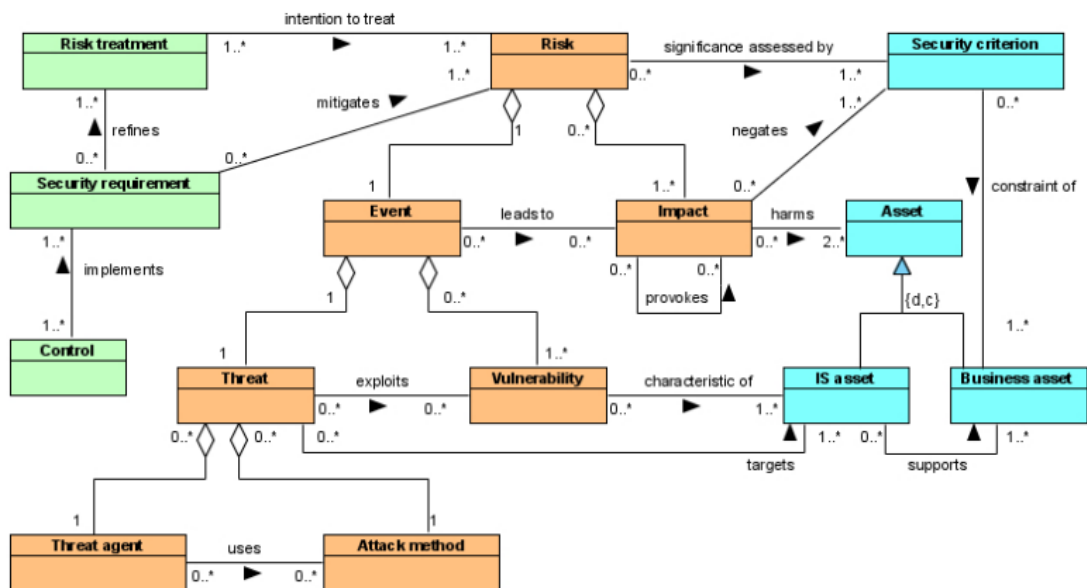 intention to treat
Risk treatment
1..*
1..*
Risk
significance assessed by
0..*
1..*
Security criterion
1..*
mitigates
1..*
1..*
0..*
refines
1
0..*
negates
0..*
0..*
Security requirement
1
1..*
0..*
constraint of
Event
leads to
Impact
harms
Asset
1..*
0..*
0..*
0..*
2..*
implements
0..*
0..*
1
0..*
provokes
{d,c}
1..*
1..*
Control
1
1..*
Threat
exploits
Vulnerability
characteristic of
IS asset
Business asset
0..*
0..*
0..*
1..*
0..*
0..*
0..*
1..*
0..*
1..*
targets
supports
1
1
Threat agent
uses
Attack method
0..*
0..*